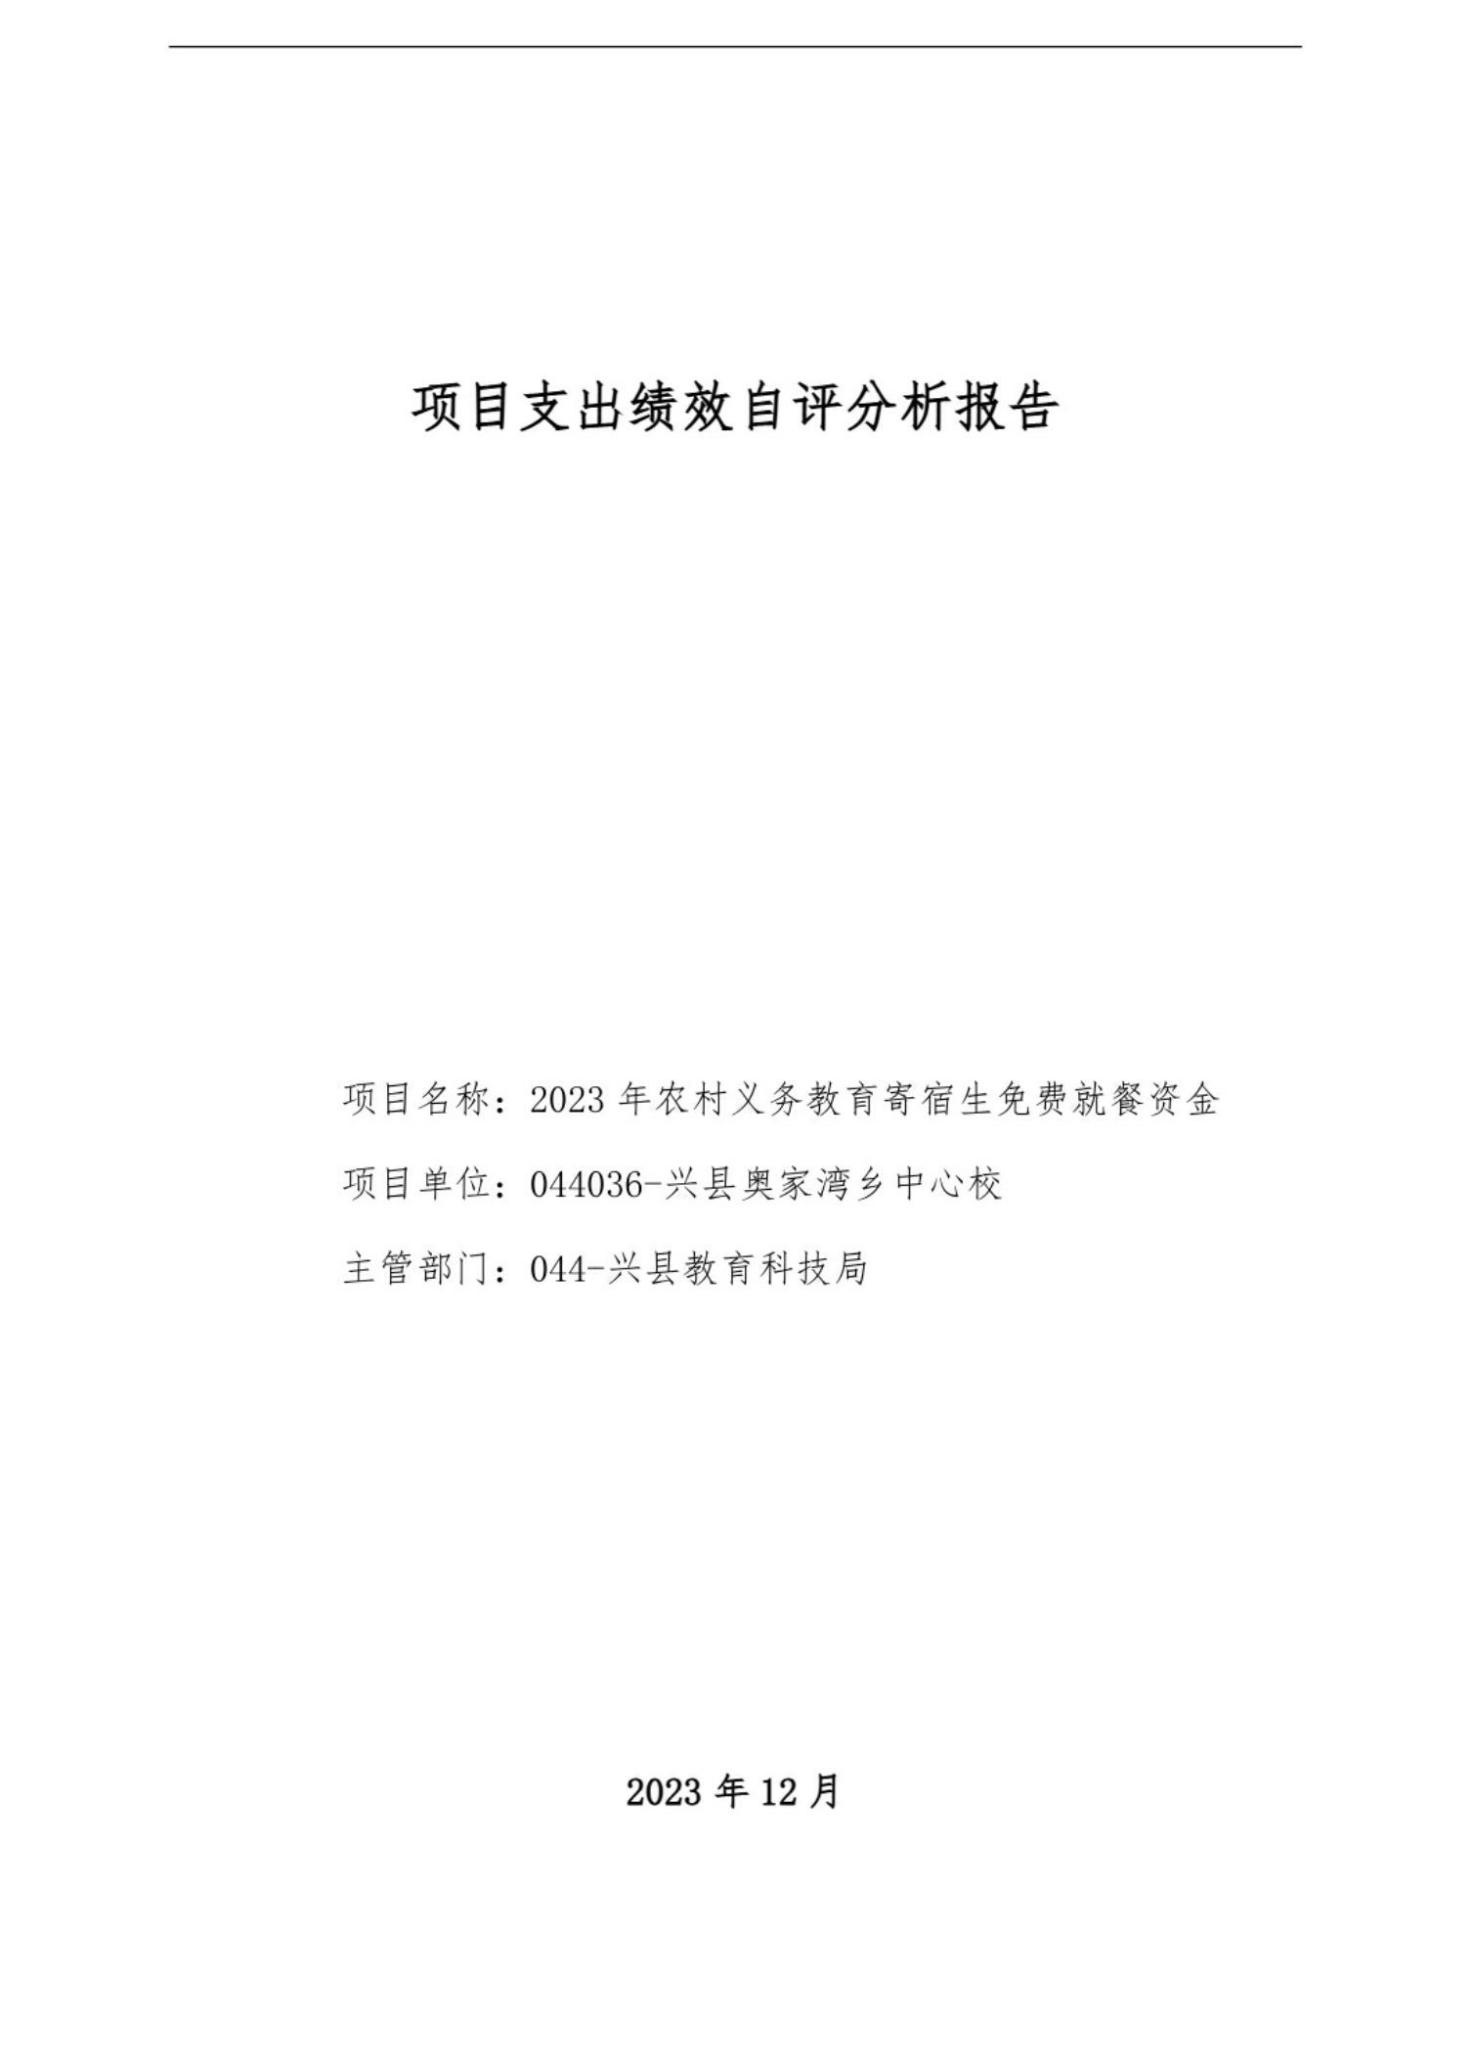 项目支出绩效自评分析报告
项目名称：2023 年农村义务教育寄宿生免费就餐资金
项目单位：044036-兴县奥家湾乡中心校
主管部门：044-兴县教育科技局
2023 年 12 月